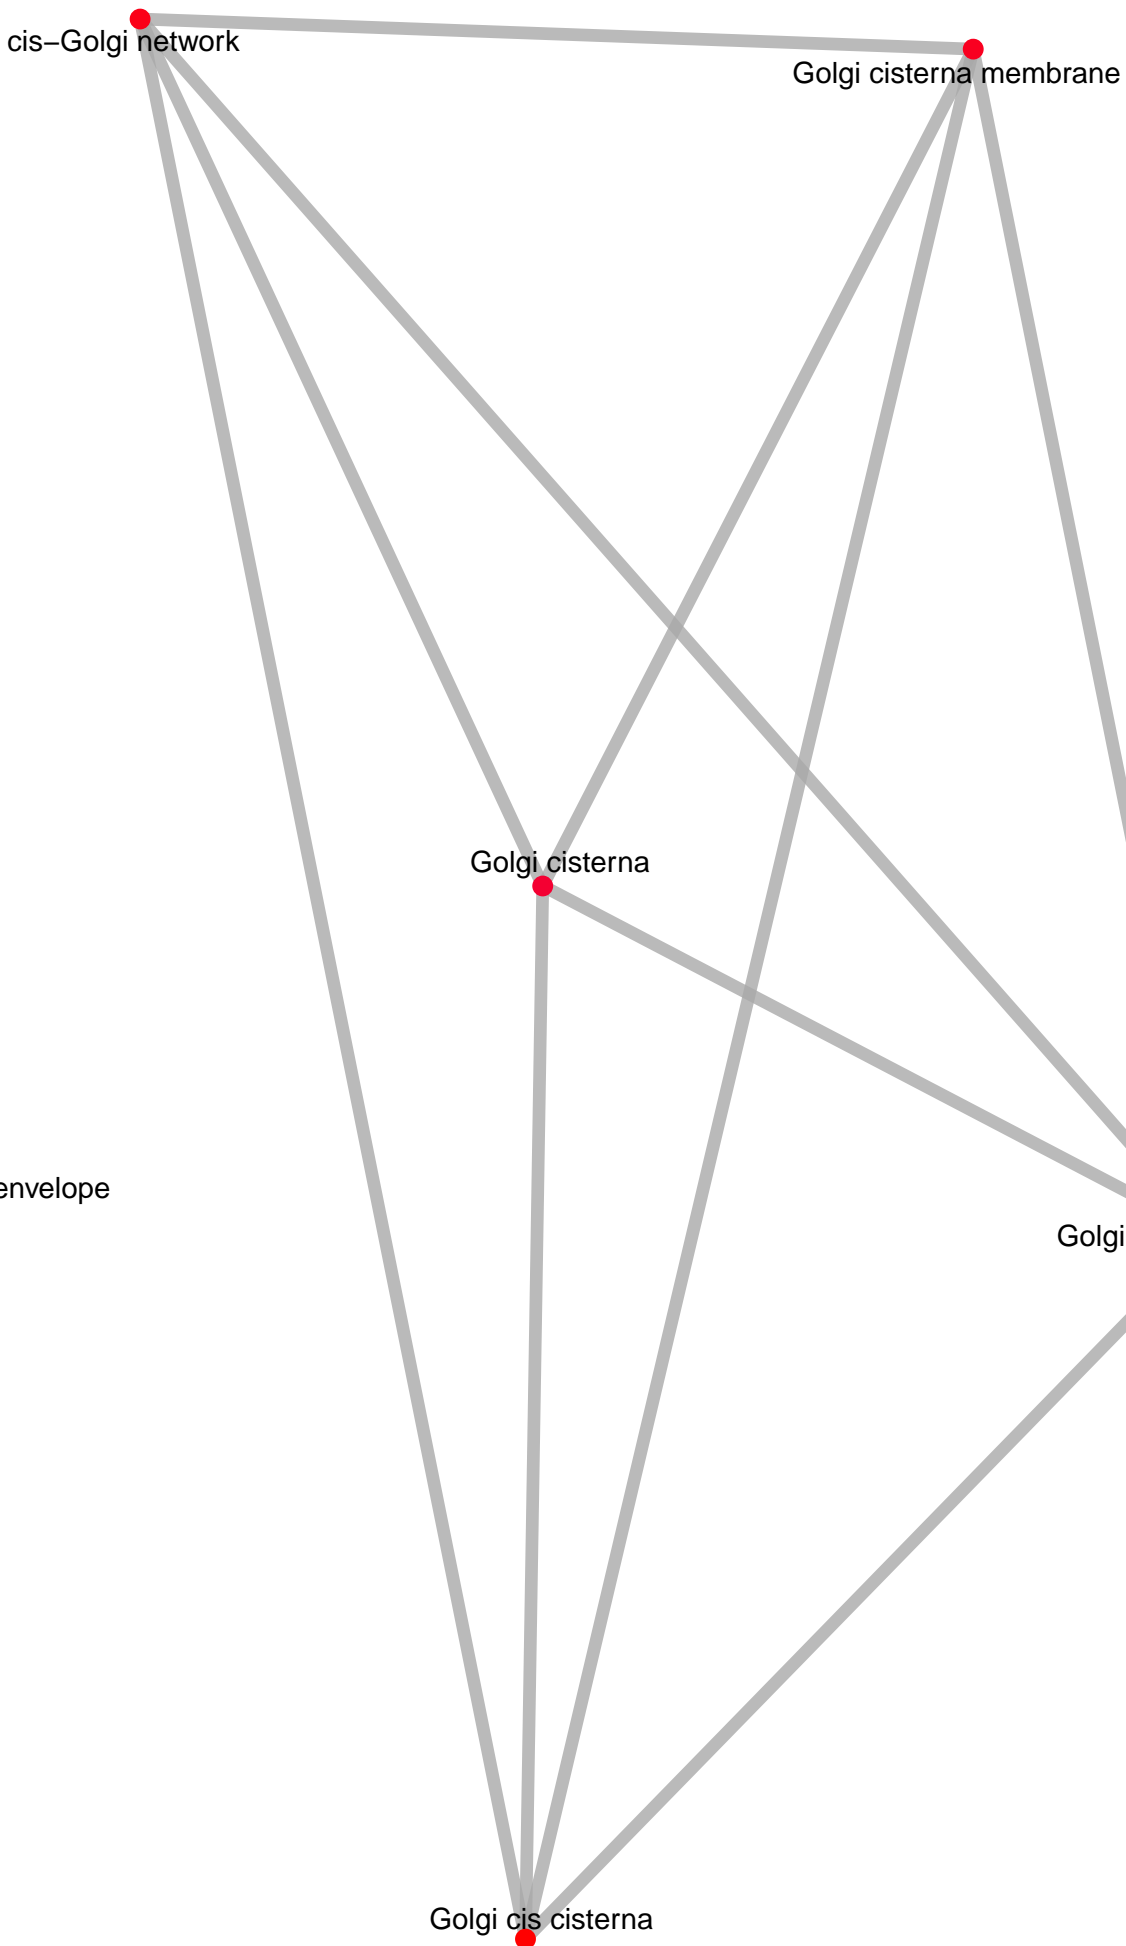 cis−Golgi network
Golgi cisterna membrane
Golgi cisterna
envelope
Golgi
Golgi cis cisterna